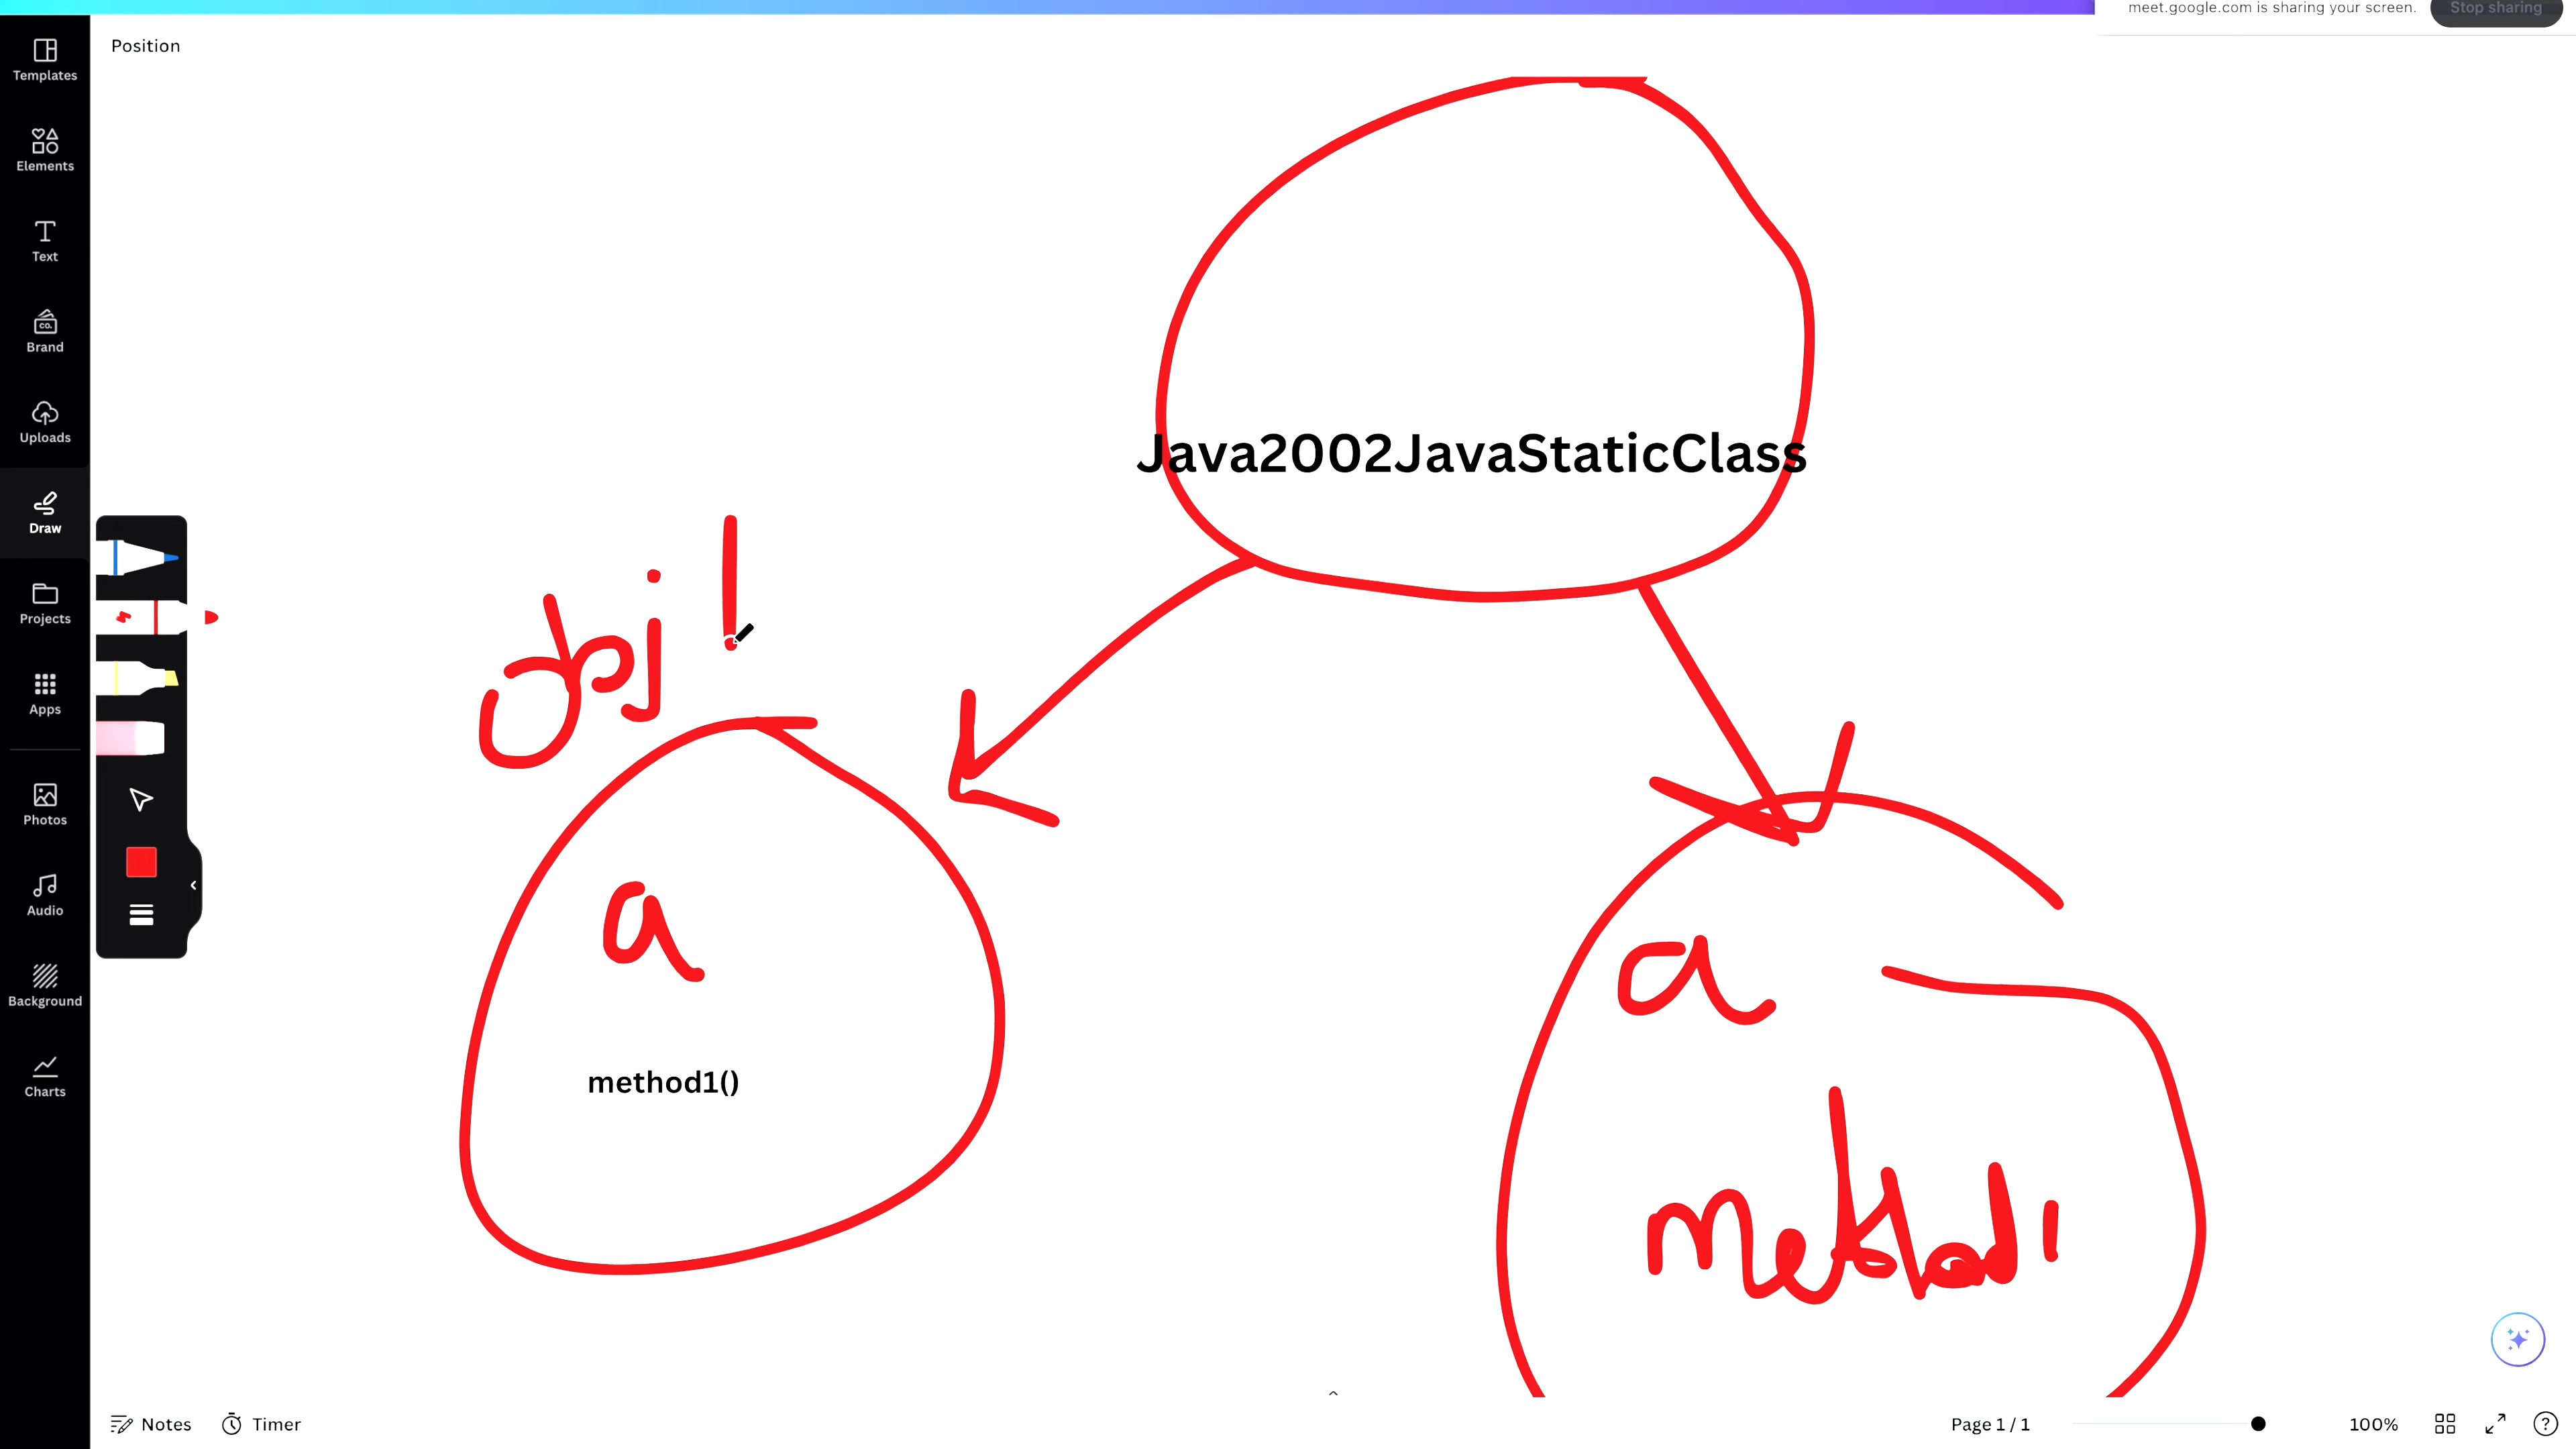 meet.google.com is sharing your screen.
Stop sharing
Position
Templates
Elements
Text
CO.
Brand
Uploads
Draw
Projects
Apps
Photos
Audio
Background
Charts
Java2002JavaStaticClass
obj1
a
method1()
a
method1
Notes
Timer
Page 1 / 1
100%
?